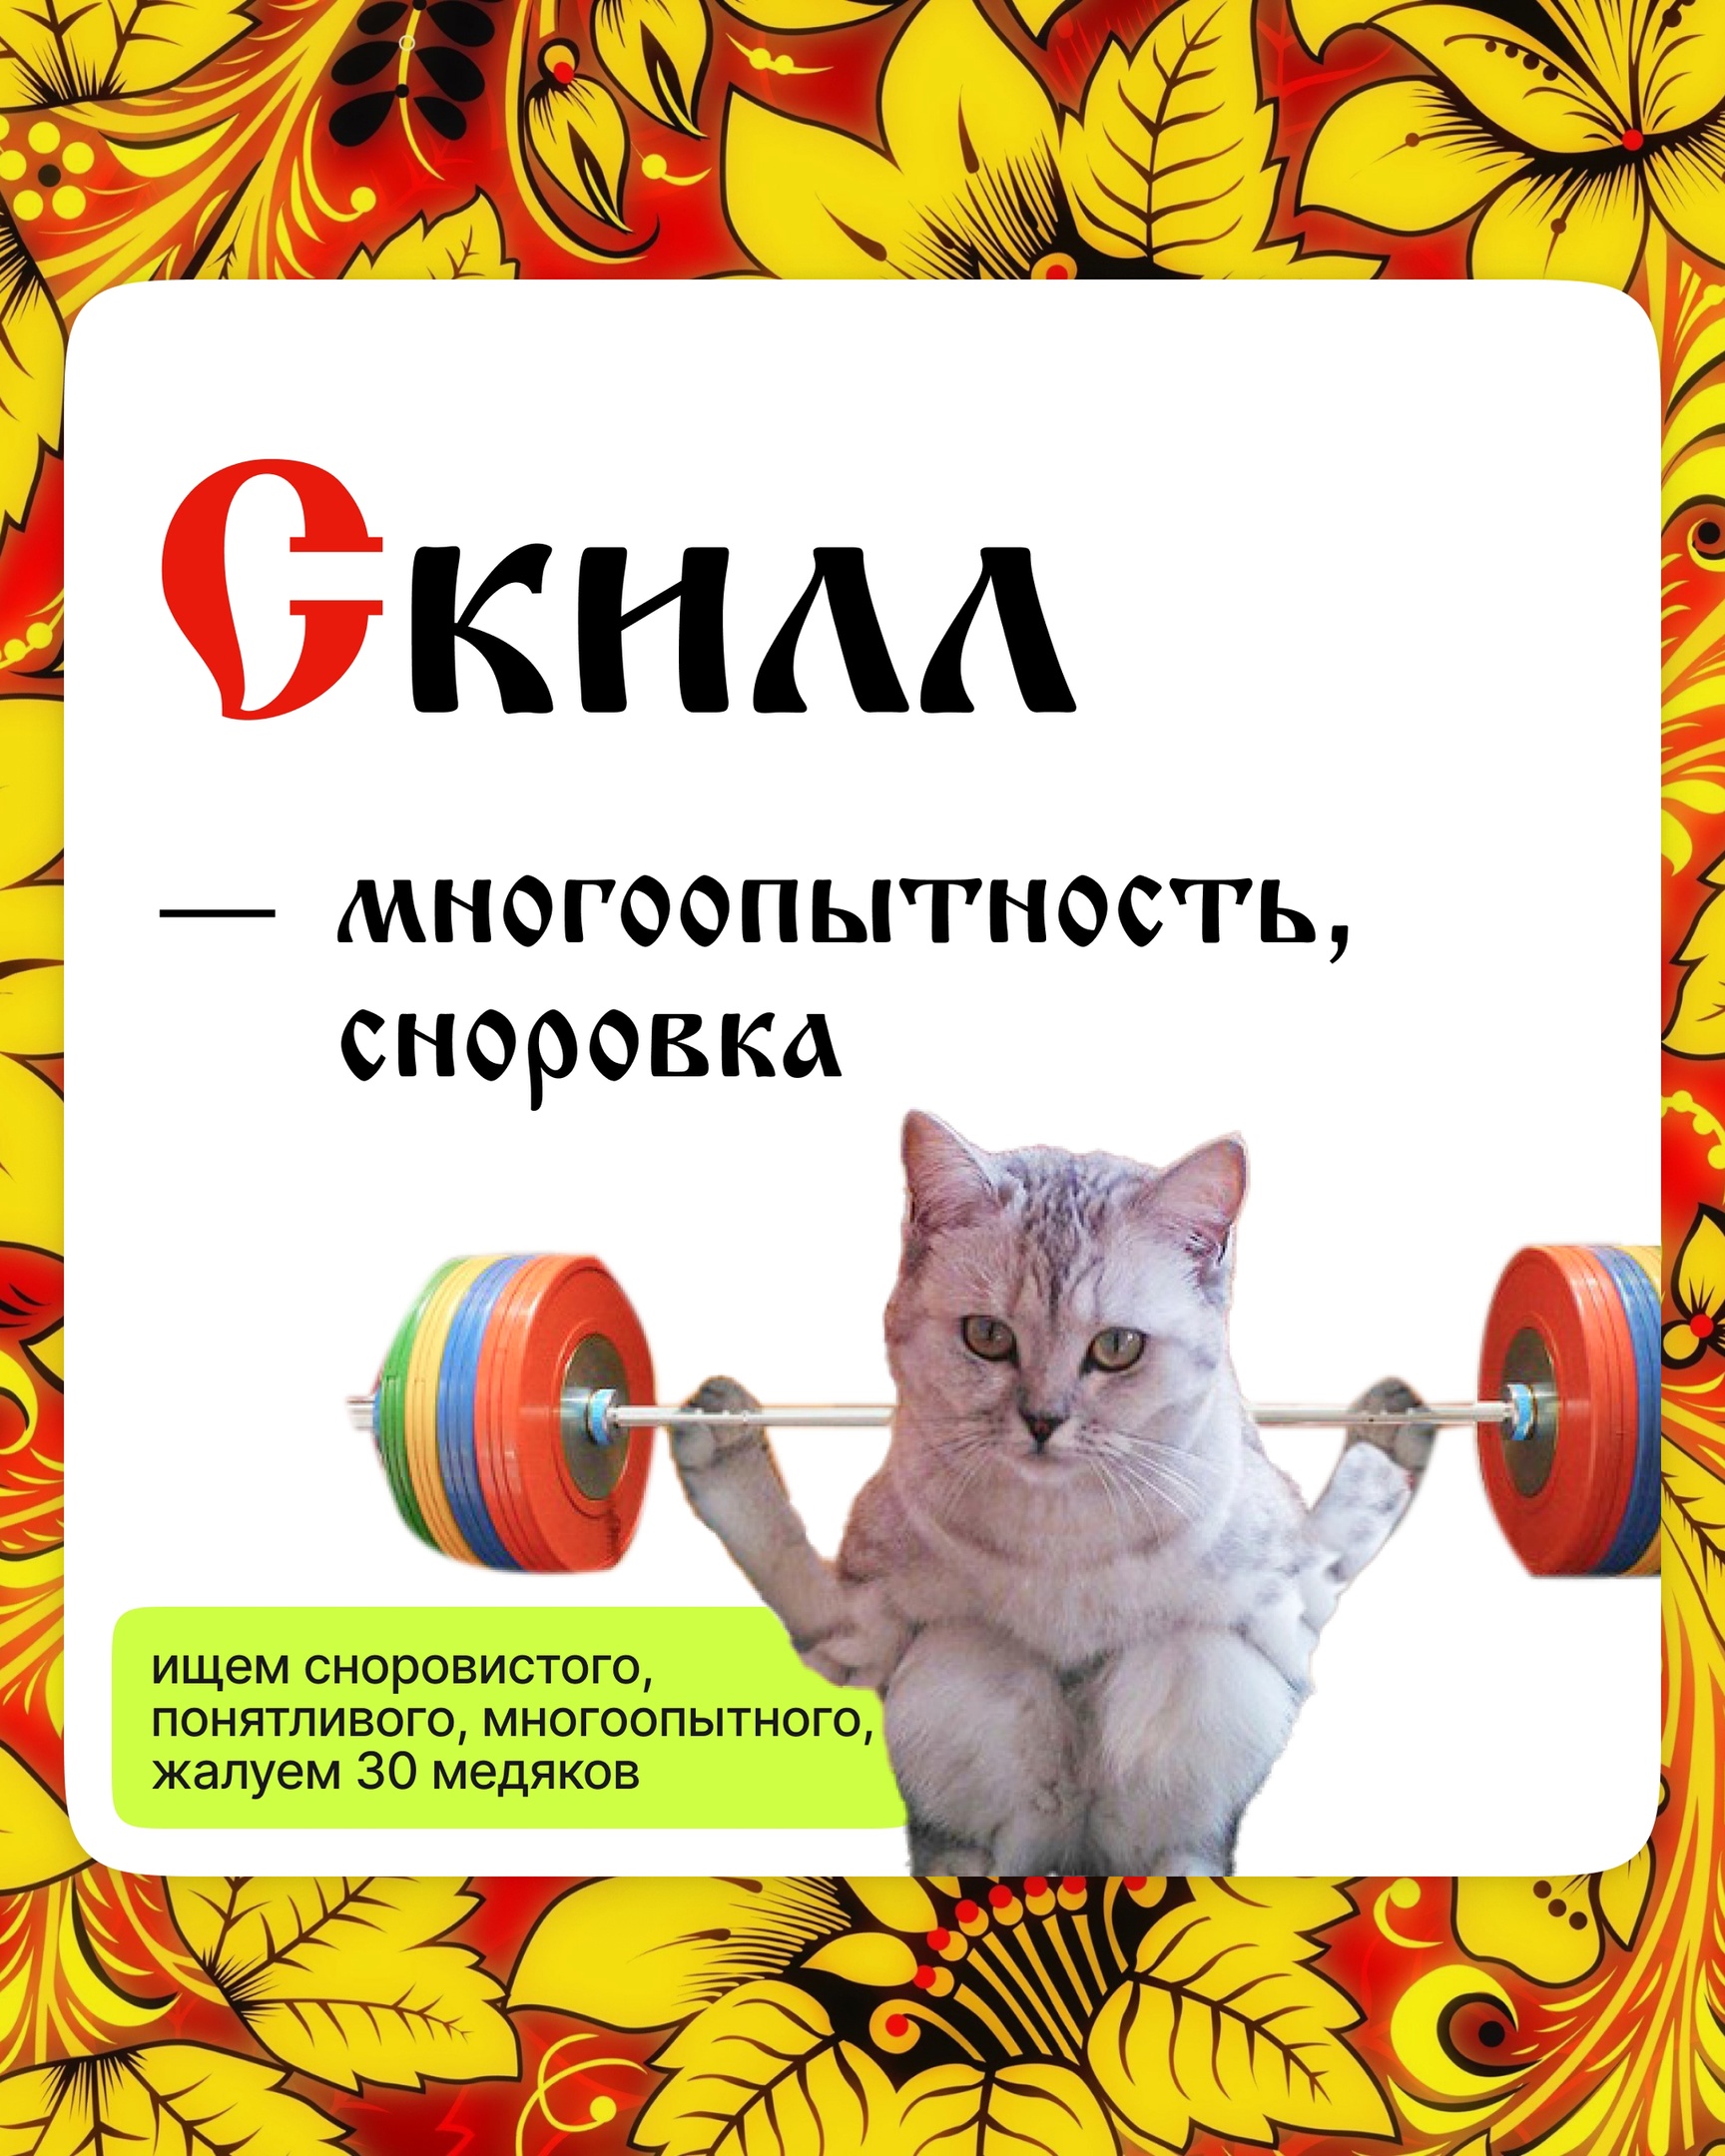 Скилл
— многоопытность,
сноровка
ищем сноровистого,
понятливого, многоопытного,
жалуем 30 медяков